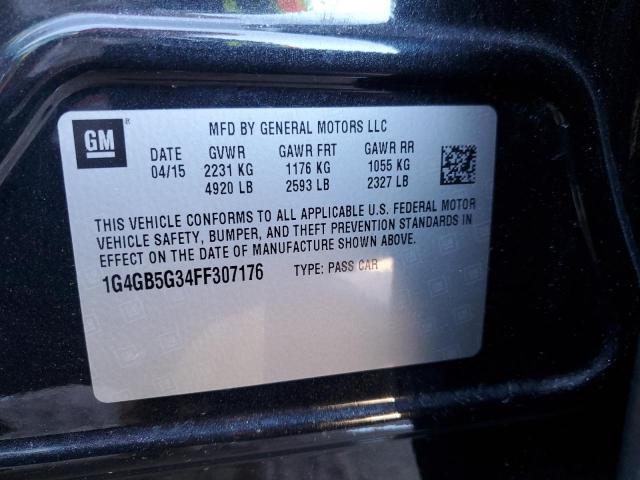 GM
®
MFD BY GENERAL MOTORS LLC
DATE GVWR GAWR FRT GAWR RR
04/15 2231 KG 1176 KG 1055 KG
4920 LB 2593 LB 2327 LB
THIS VEHICLE CONFORMS TO ALL APPLICABLE U.S. FEDERAL MOTOR
VEHICLE SAFETY, BUMPER, AND THEFT PREVENTION STANDARDS IN
EFFECT ON THE DATE OF MANUFACTURE SHOWN ABOVE.
1G4GB5G34FF307176 TYPE: PASS CAR